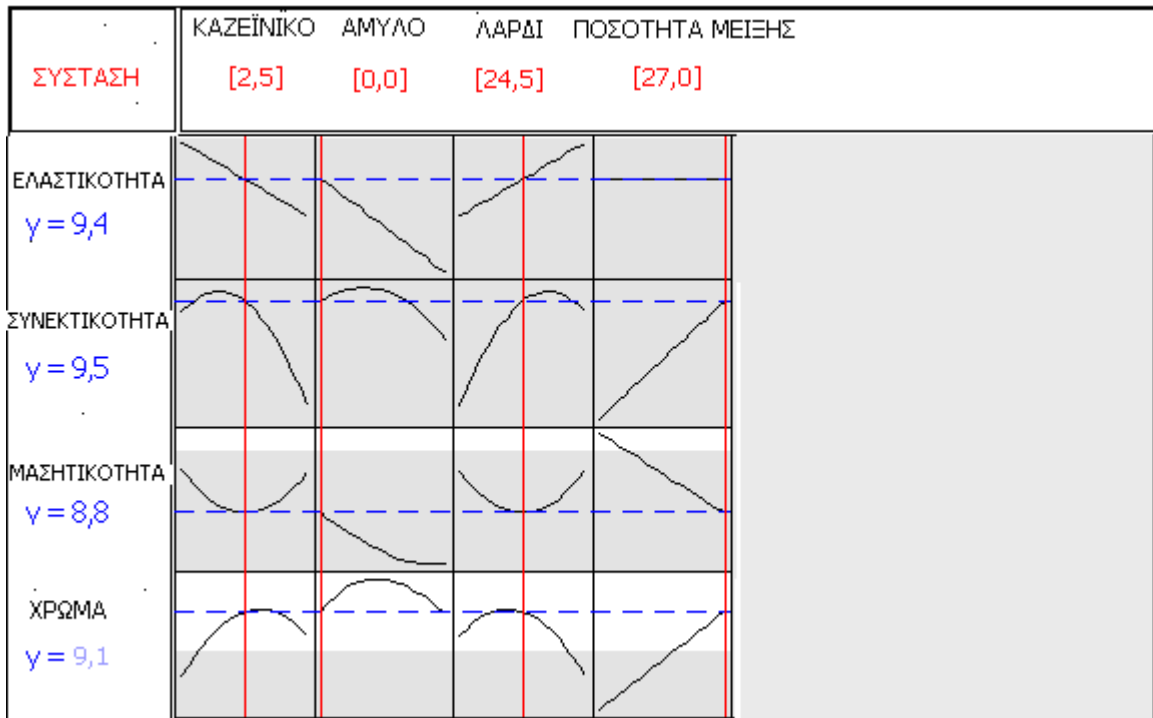 ΚΑΖΕΪΝΪΚΟ ΑΜΥΛΟ ΛΑΡΔΙ ΠΟΣΟΤΗΤΑ ΜΕΙΞΗΣ
ΣΥΣΤΑΣΗ [2,5] [0,0] [24,5] [27,0]
ΕΛΑΣΤΙΚΟΤΗΤΑ
γ = 9,4
ΣΥΝΕΚΤΙΚΟΤΗΤΑ
γ = 9,5
ΜΑΣΗΤΙΚΟΤΗΤΑ
γ = 8,8
ΧΡΩΜΑ
γ = 9,1